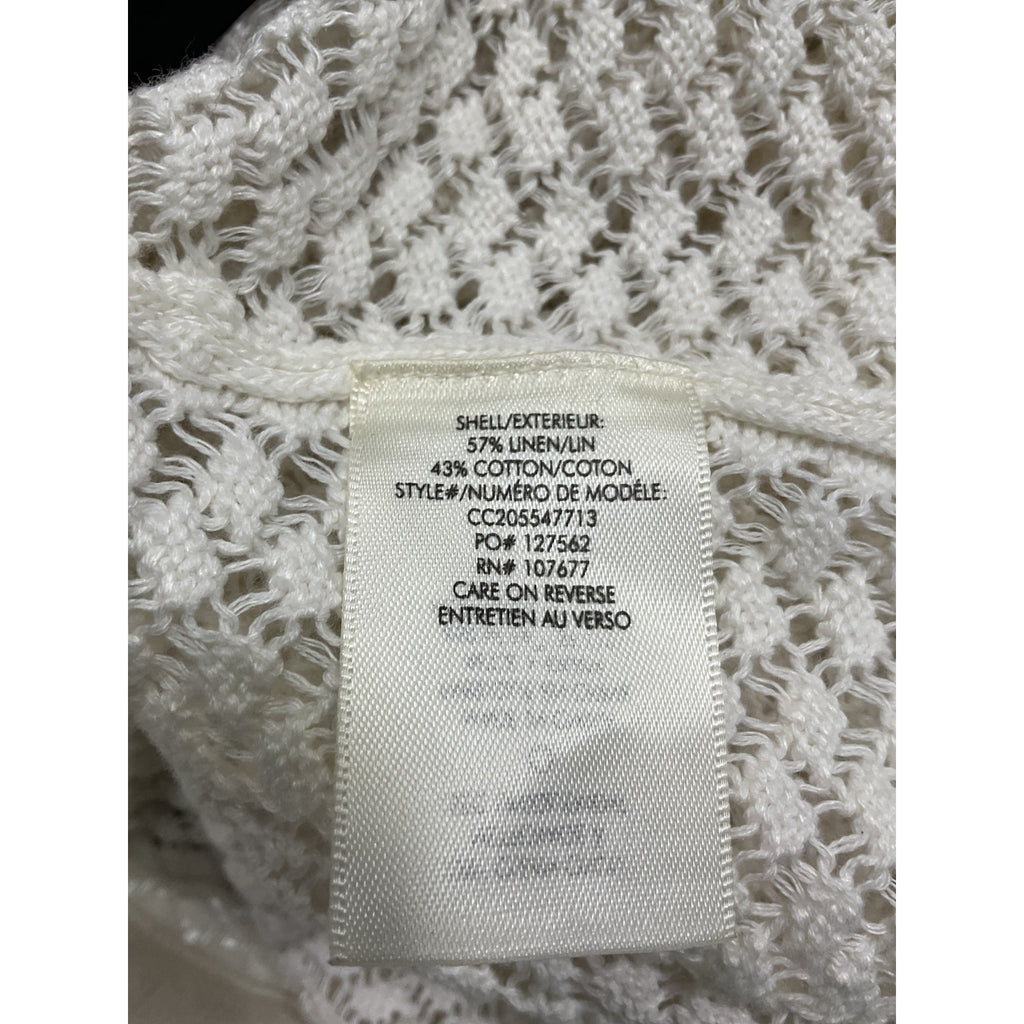 SHELL/EXTERIEUR:
57% LINEN/LIN
43% COTTON/COTON
STYLE#/NUMÉRO DE MODÉLE:
CC205547713
PO# 127562
RN# 107677
CARE ON REVERSE
ENTRETIEN AU VERSO